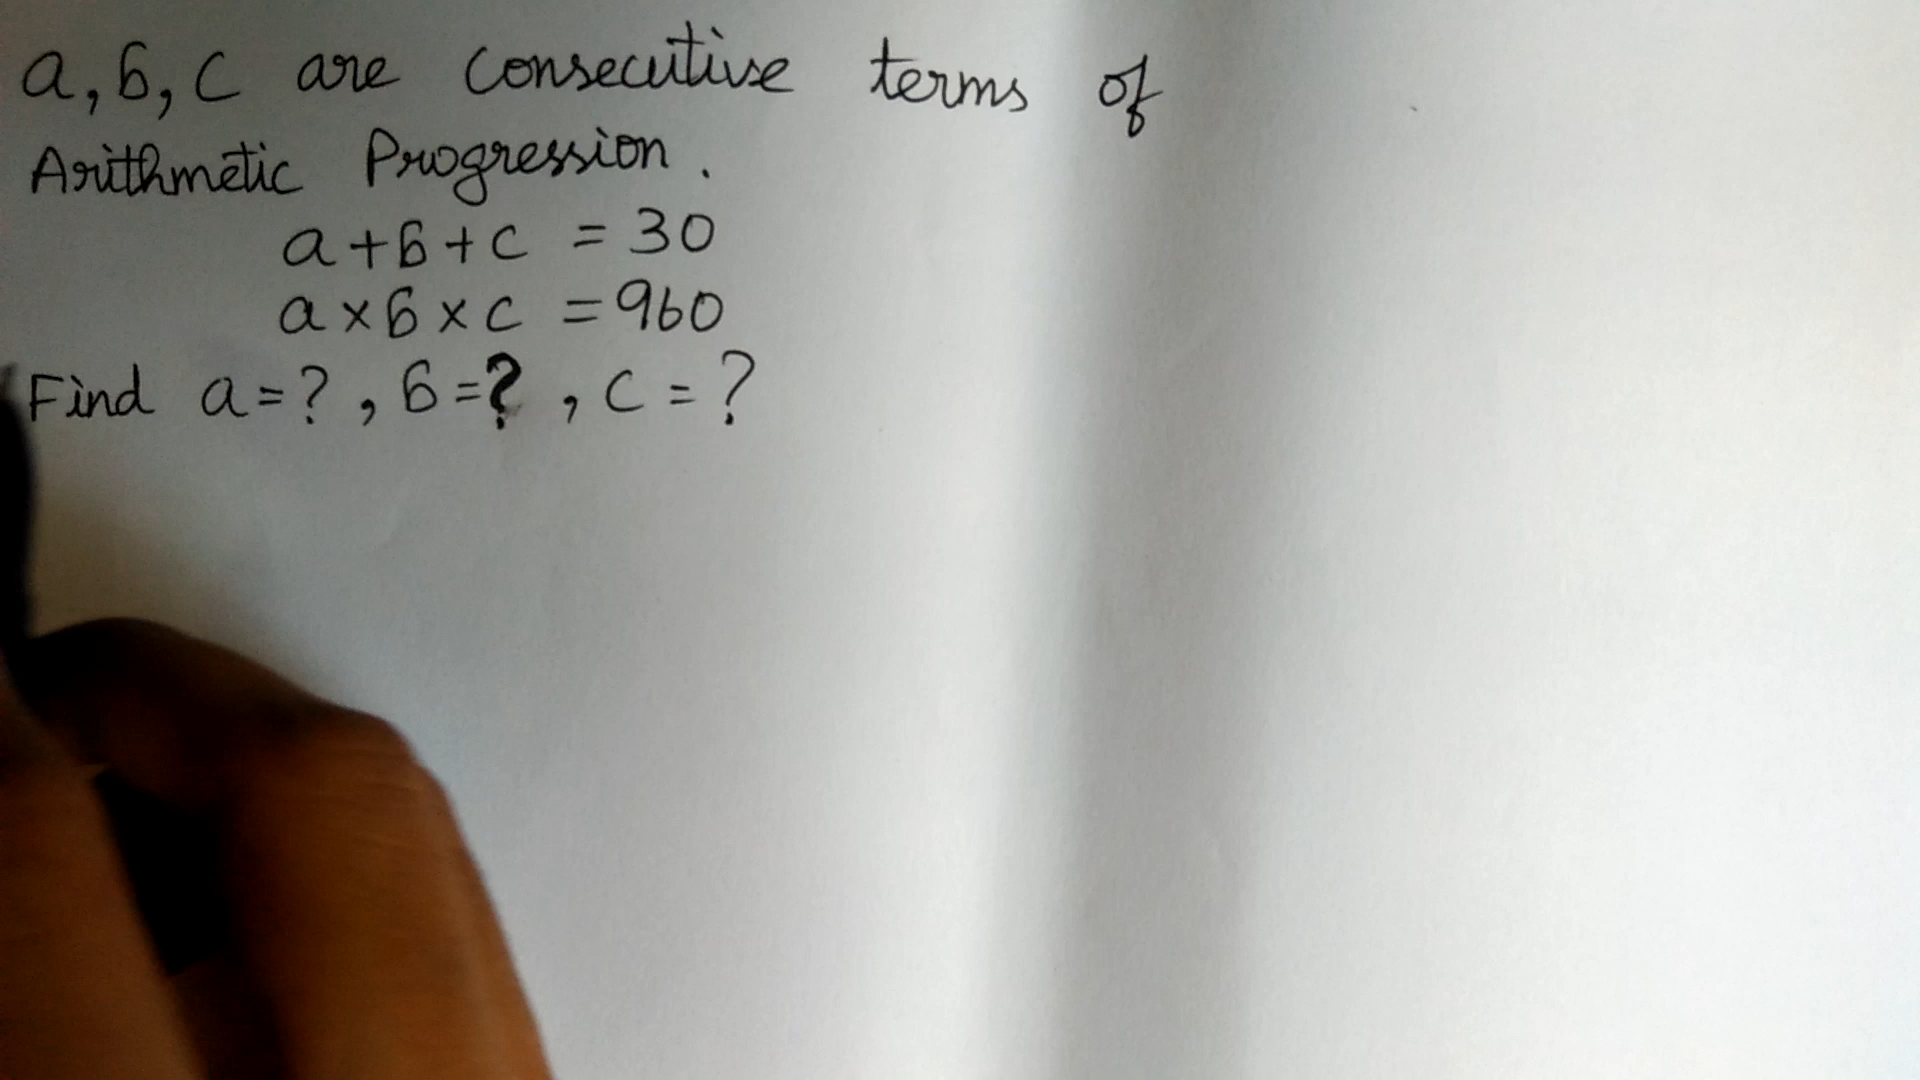 a, b, c are consecutive terms of
Arithmetic Progression.
a + b + c = 30
a × b × c = 960
Find a = ?, b = ?, c = ?